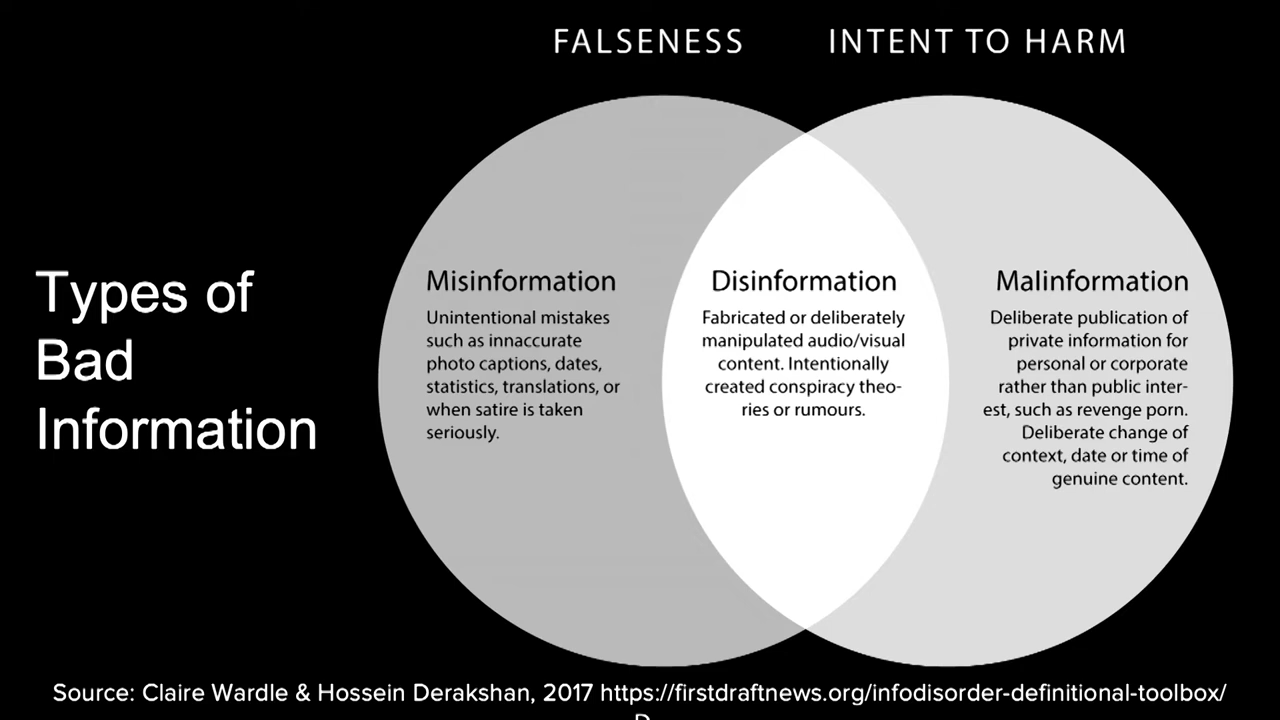 FALSENESS
INTENT TO HARM
Types of
Bad
Information
Misinformation
Unintentional mistakes
such as innaccurate
photo captions, dates,
statistics, translations, or
when satire is taken
seriously.
Disinformation
Fabricated or deliberately
manipulated audio/visual
content. Intentionally
created conspiracy theo-
ries or rumours.
Malinformation
Deliberate publication of
private information for
personal or corporate
rather than public inter-
est, such as revenge porn.
Deliberate change of
context, date or time of
genuine content.
Source: Claire Wardle & Hossein Derakshan, 2017 https://firstdraftnews.org/infodisorder-definitional-toolbox/